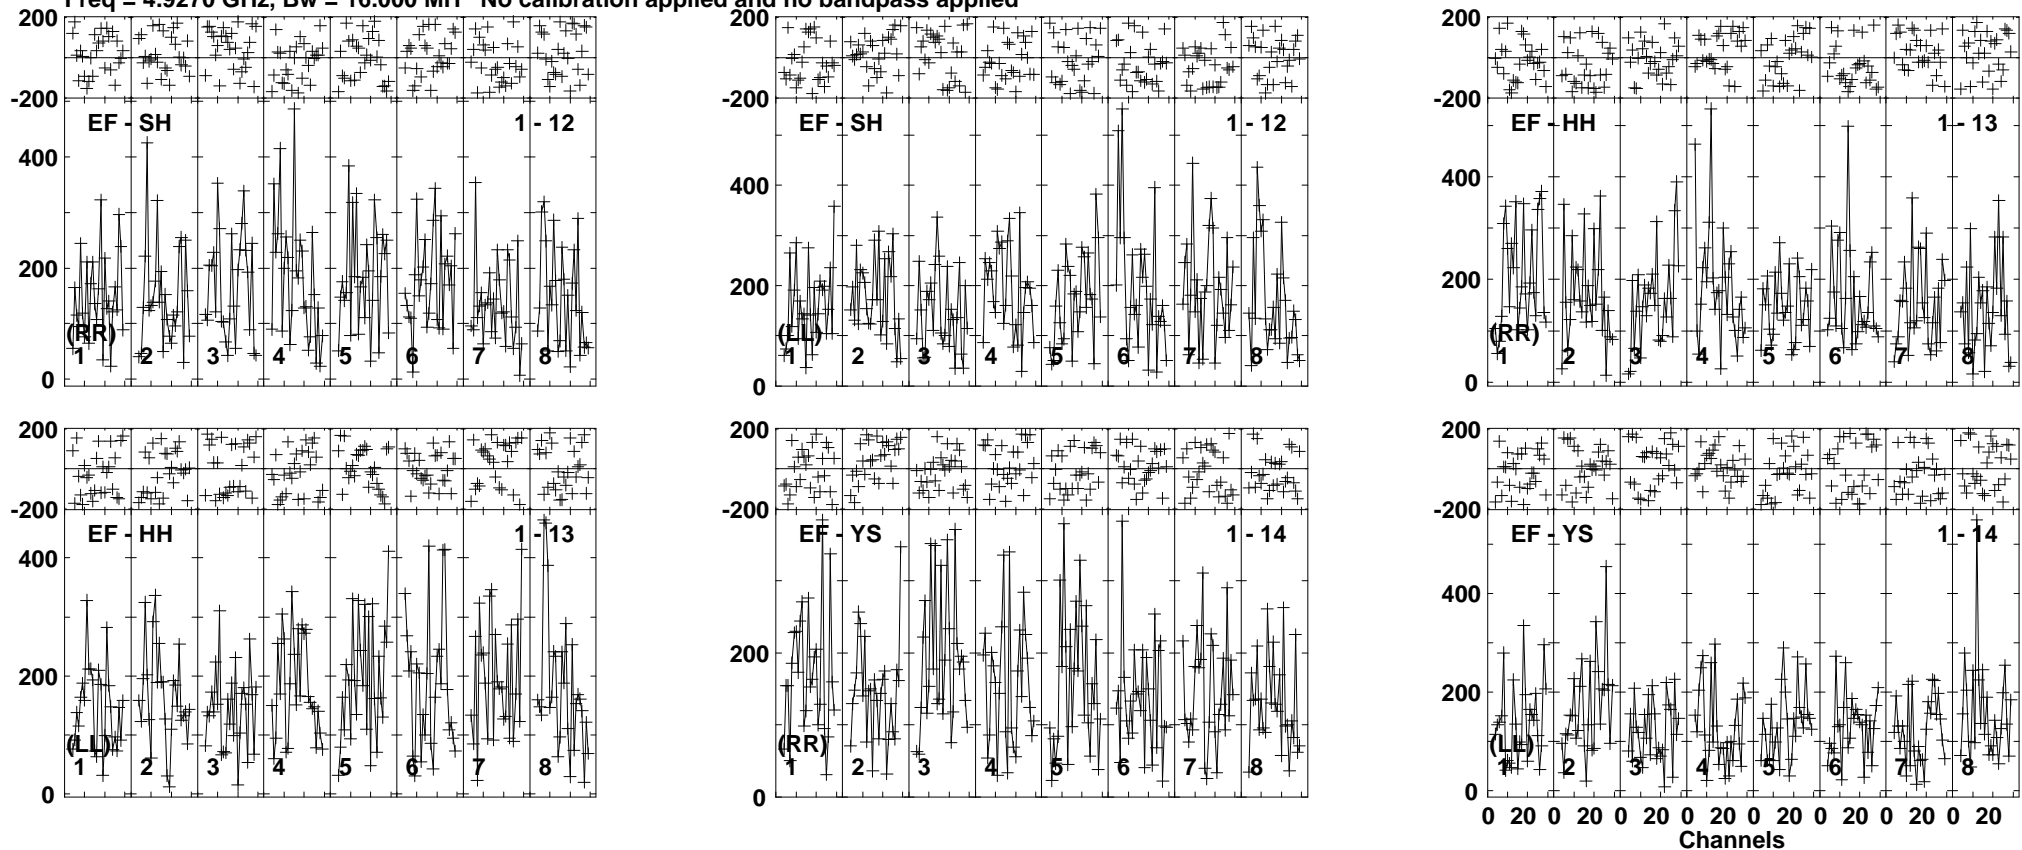 Freq = 4.9270 GHz, Bw = 16.000 MH No calibration applied and no bandpass applied
200
-200
EF - SH 1 - 12
400
200
0
(RR)
1 2 3 4 5 6 7 8
200
-200
EF - SH 1 - 12
400
200
0
(LL)
1 2 3 4 5 6 7 8
200
-200
EF - HH 1 - 13
400
200
0
(RR)
1 2 3 4 5 6 7 8
200
-200
EF - HH 1 - 13
400
200
0
(LL)
1 2 3 4 5 6 7 8
200
-200
EF - YS 1 - 14
200
0
(RR)
1 2 3 4 5 6 7 8
200
-200
EF - YS 1 - 14
400
200
0
(LL)
1 2 3 4 5 6 7 8
0 20 0 20 0 20 0 20 0 20 0 20 0 20 0 20
Channels